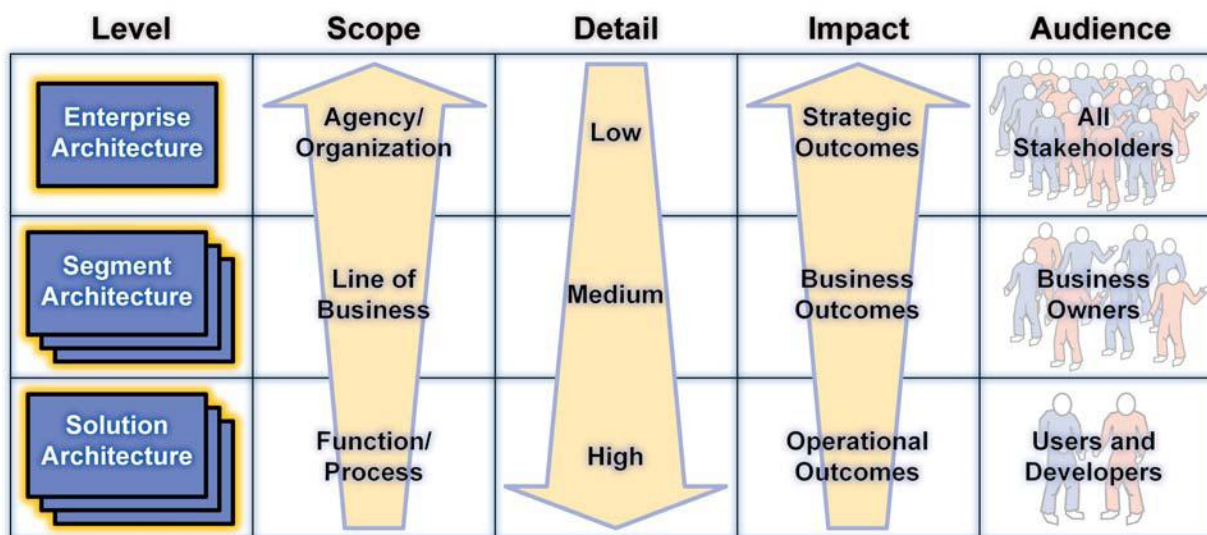 Level Scope Detail Impact Audience
Enterprise
Architecture
Agency/
Organization
Low
Strategic
Outcomes
All
Stakeholders
Segment
Architecture
Line of
Business
Medium
Business
Outcomes
Business
Owners
Solution
Architecture
Function/
Process
High
Operational
Outcomes
Users and
Developers